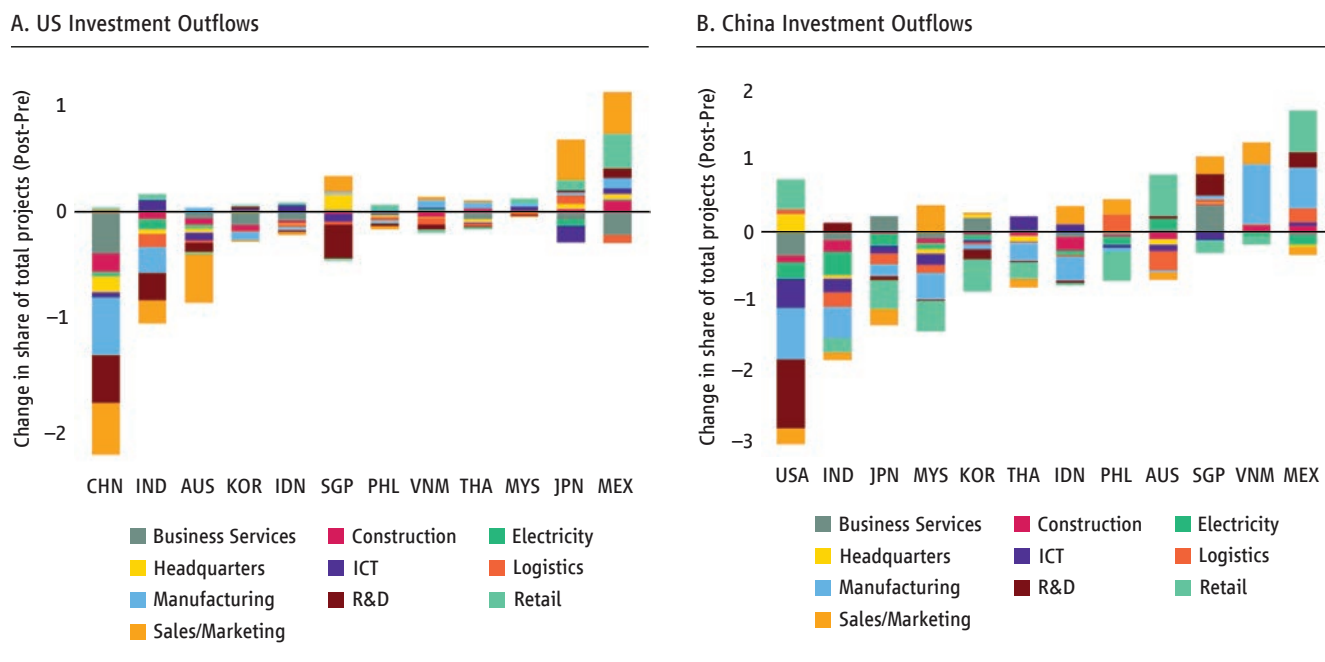 A. US Investment Outflows
Change in share of total projects (Post-Pre)
1
0
−1
−2
CHN IND AUS KOR IDN SGP PHL VNM THA MYS JPN MEX
Business Services Construction Electricity
Headquarters ICT Logistics
Manufacturing R&D Retail
Sales/Marketing
B. China Investment Outflows
Change in share of total projects (Post-Pre)
2
1
0
−1
−2
−3
USA IND JPN MYS KOR THA IDN PHL AUS SGP VNM MEX
Business Services Construction Electricity
Headquarters ICT Logistics
Manufacturing R&D Retail
Sales/Marketing